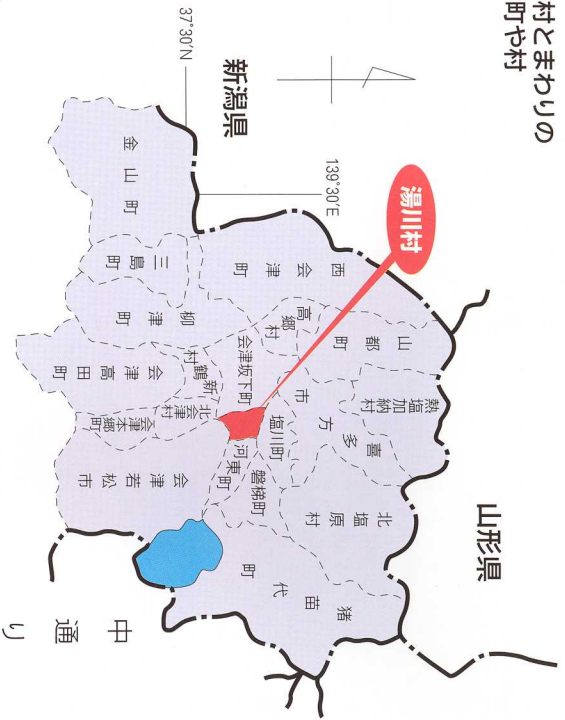 村とまわりの
町や村
新潟県
37°30′N
139°30′E
湯川村
山形県
金山町
三島町
西会津町
柳津町
高郷村
山都町
熱塩加納村
喜多方市
会津坂下町
新鶴村
会津高田町
北会津村
会津本郷町
塩川町
河東町
磐梯町
北塩原村
会津若松市
猪苗代町
中通り